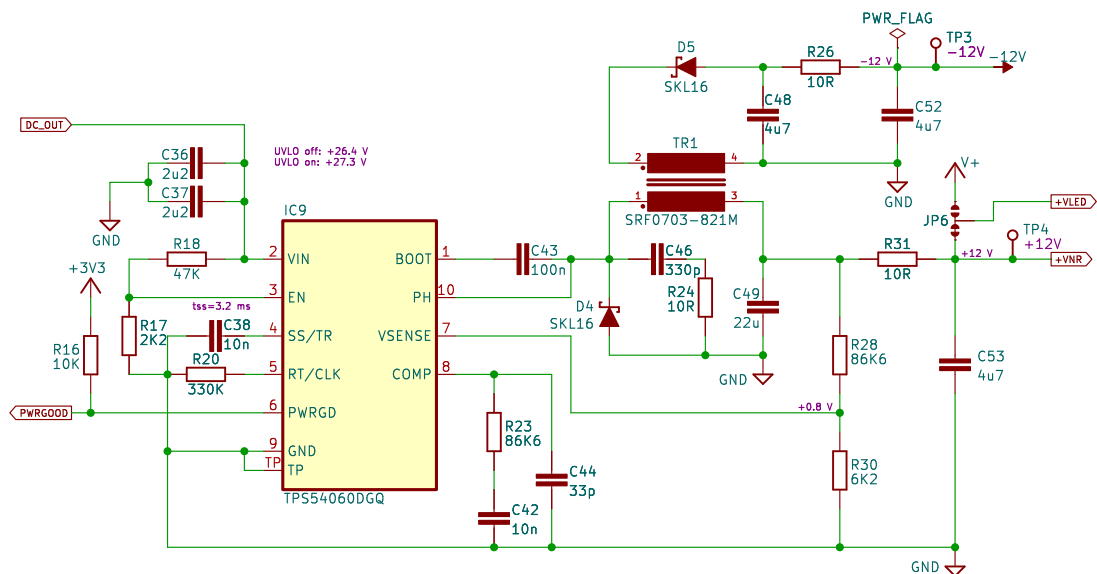 PWR_FLAG
TP3
-12V
-12 V
-12V
D5
SKL16
R26
10R
C48
4u7
C52
4u7
GND
DC_OUT
C36
2u2
C37
2u2
GND
UVLO off: +26.4 V
UVLO on: +27.3 V
TR1
2
4
1
3
SRF0703-821M
V+
JP6
+VLED
TP4
+12V
+12 V
+VNR
IC9
R18
47K
+3V3
R17
2K2
R16
10K
tss=3.2 ms
C38
10n
R20
330K
PWRGOOD
2
VIN
3
EN
4
SS/TR
5
RT/CLK
6
PWRGD
9
GND
TP
TP
BOOT
1
PH
10
VSENSE
7
COMP
8
TPS54060DGQ
C43
100n
C46
330p
R24
10R
D4
SKL16
C49
22u
GND
R31
10R
R28
86K6
+0.8 V
R30
6K2
C53
4u7
R23
86K6
C44
33p
C42
10n
GND